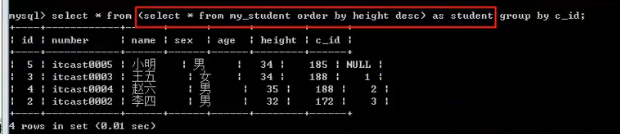 mysql> select * from (select * from my_student order by height desc) as student group by c_id;
+----+----------+------+-----+-----+--------+------+
| id | number | name | sex | age | height | c_id |
+----+----------+------+-----+-----+--------+------+
| 5 | itcast0005 | 小明 | 男 | 34 | 185 | NULL |
| 3 | itcast0003 | 王五 | 女 | 34 | 188 | 1 |
| 4 | itcast0004 | 赵六 | 男 | 35 | 188 | 2 |
| 2 | itcast0002 | 李四 | 男 | 32 | 172 | 3 |
+----+----------+------+-----+-----+--------+------+
4 rows in set (0.01 sec)